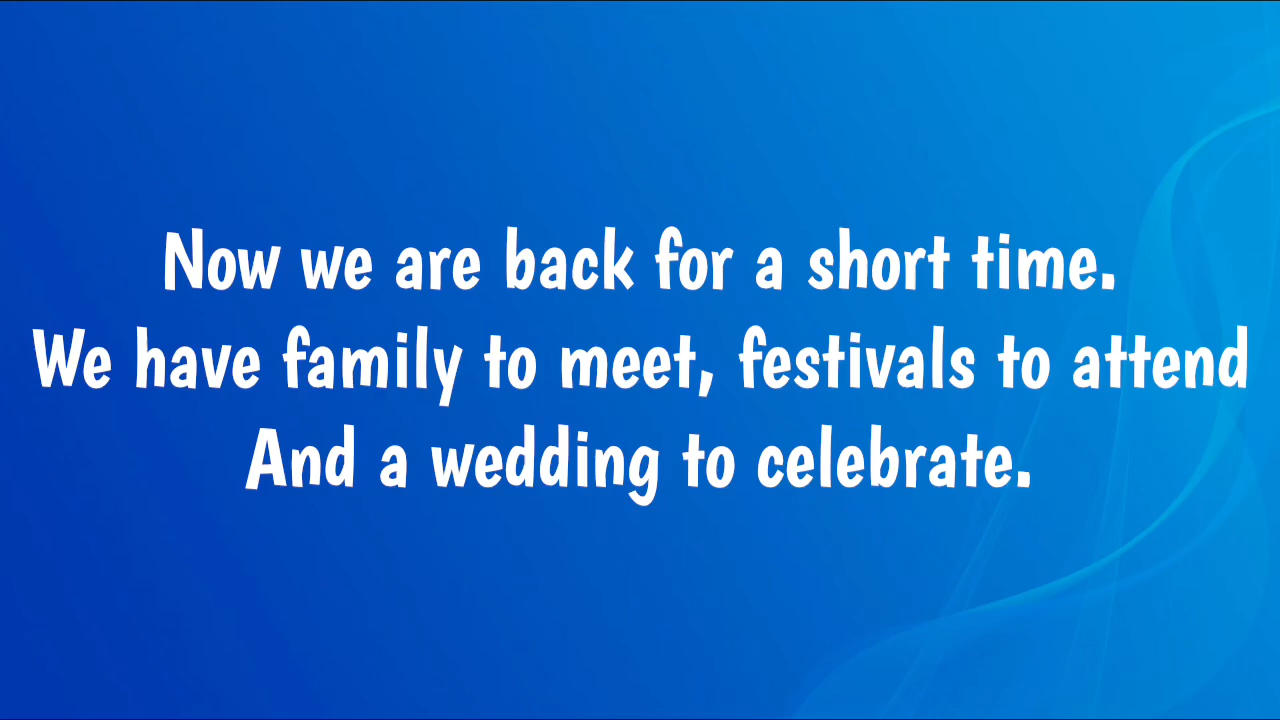 Now we are back for a short time.
We have family to meet, festivals to attend
And a wedding to celebrate.